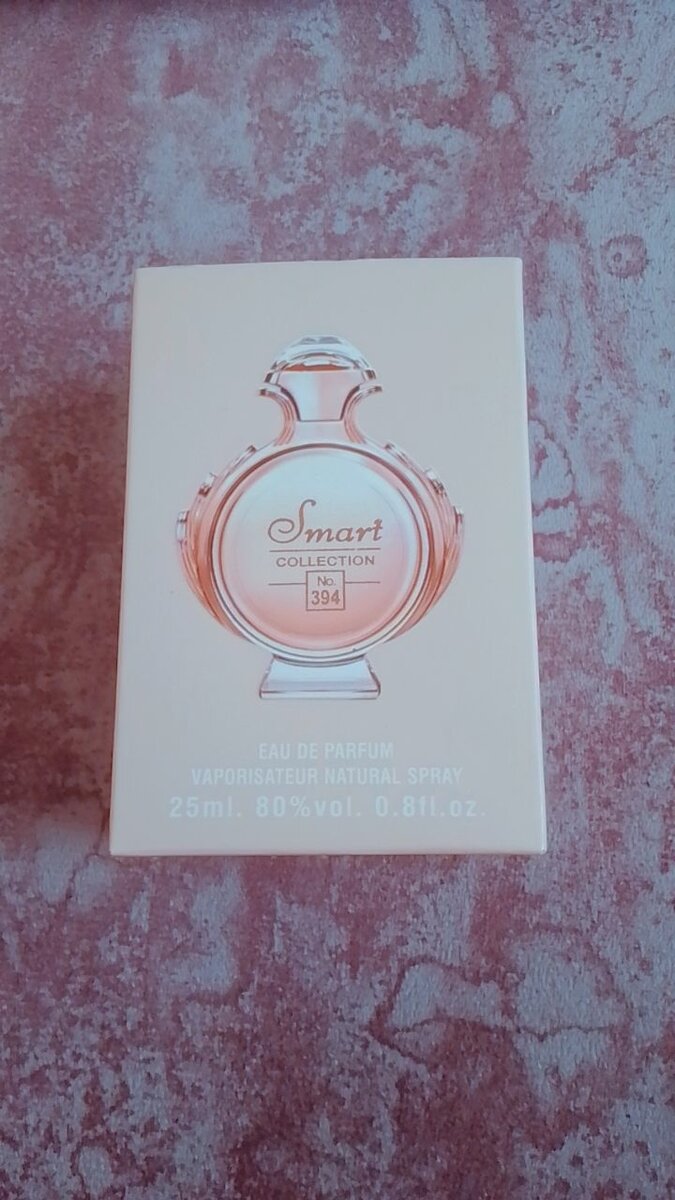 Smart
COLLECTION
No.
394
EAU DE PARFUM
VAPORISATEUR NATURAL SPRAY
25ml. 80%vol. 0.8fl.oz.